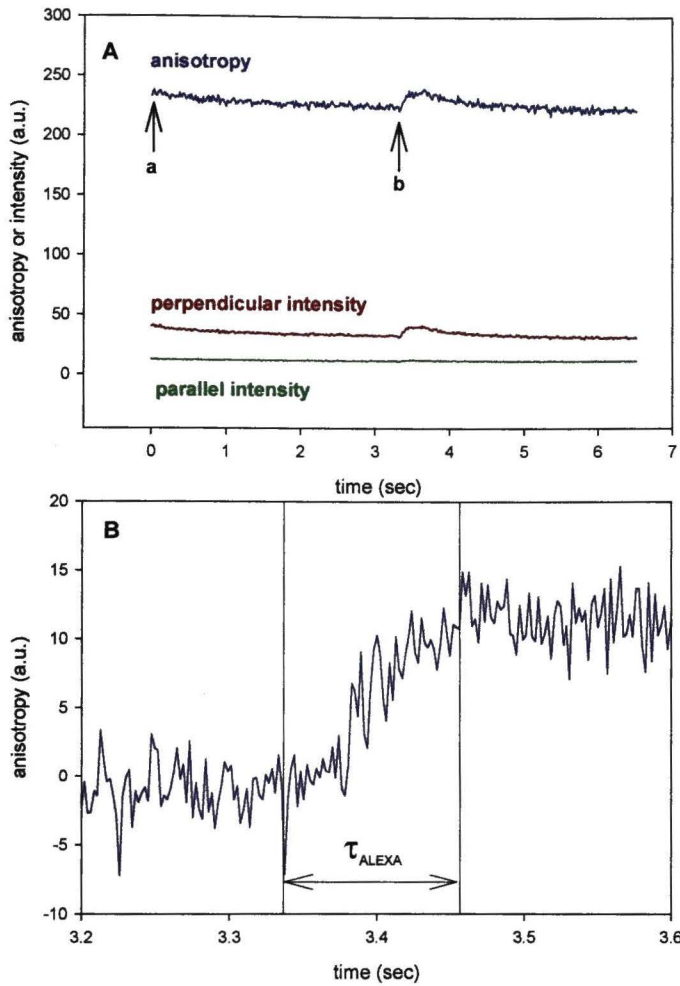 300
A
anisotropy
250
200
a
b
150
100
perpendicular intensity
50
0
parallel intensity
0 1 2 3 4 5 6 7
time (sec)
anisotropy or intensity (a.u.)
20
B
15
10
5
0
-5
τALEXA
-10
3.2 3.3 3.4 3.5 3.6
time (sec)
anisotropy (a.u.)